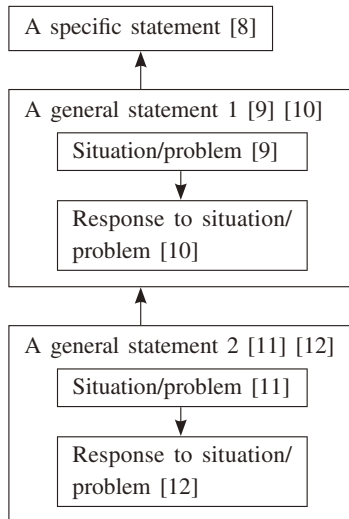 A specific statement [8]
A general statement 1 [9] [10]
Situation/problem [9]
Response to situation/
problem [10]
A general statement 2 [11] [12]
Situation/problem [11]
Response to situation/
problem [12]